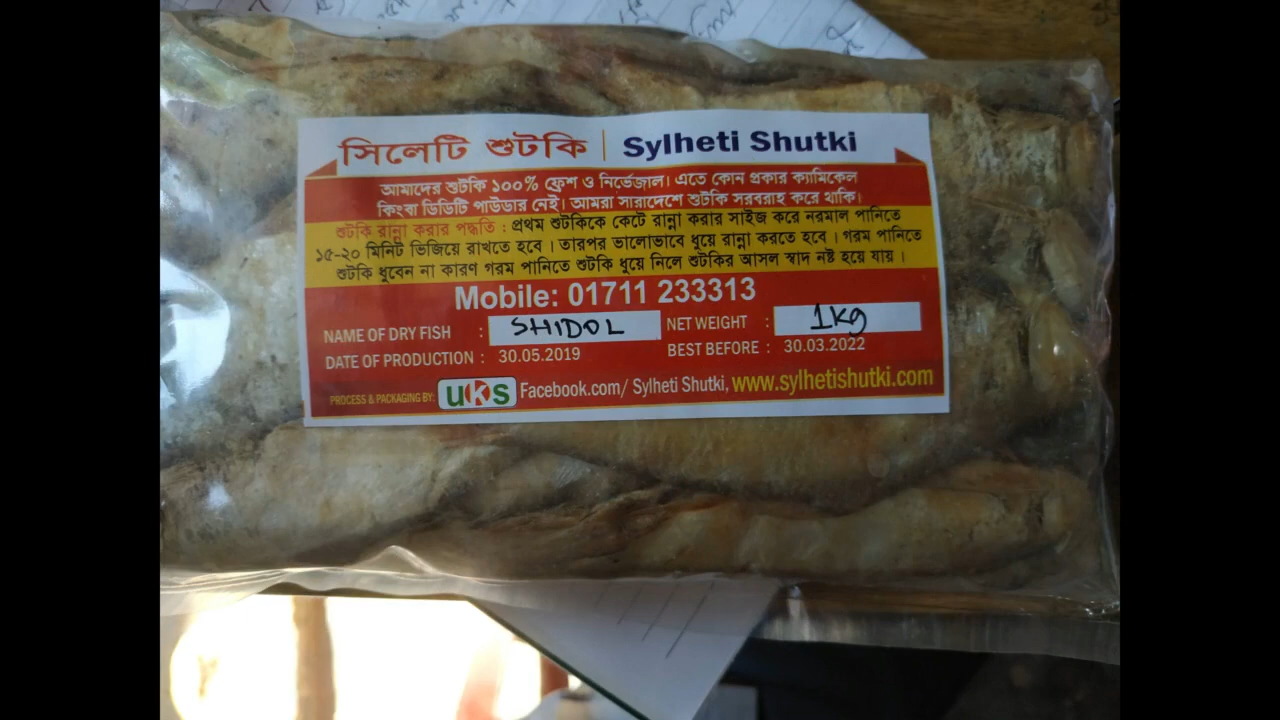 সিলেটি শুটকি | Sylheti Shutki
আমাদের শুটকি ১০০% ফ্রেশ ও নির্ভেজাল। এতে কোন প্রকার ক্যামিকেল
কিংবা ডিডিটি পাউডার নেই। আমরা সারাদেশে শুটকি সরবরাহ করে থাকি।
শুটকি রান্না করার পদ্ধতি : প্রথম শুটকিকে কেটে রান্না করার সাইজ করে নরমাল পানিতে
১৫-২০ মিনিট ভিজিয়ে রাখতে হবে । তারপর ভালোভাবে ধুয়ে রান্না করতে হবে । গরম পানিতে
শুটকি ধুবেন না কারণ গরম পানিতে শুটকি ধুয়ে নিলে শুটকির আসল স্বাদ নষ্ট হয়ে যায় ।
Mobile: 01711 233313
NAME OF DRY FISH : SHIDOL NET WEIGHT : 1kg
DATE OF PRODUCTION : 30.05.2019 BEST BEFORE : 30.03.2022
PROCESS & PACKAGING BY: uks Facebook.com/ Sylheti Shutki, www.sylhetishutki.com